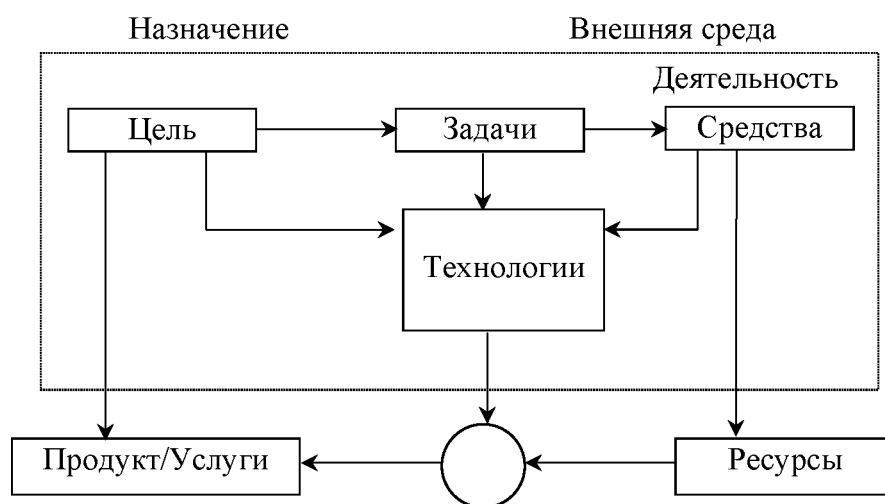 Назначение
Внешняя среда
Деятельность
Цель
Задачи
Средства
Технологии
Продукт/Услуги
Ресурсы